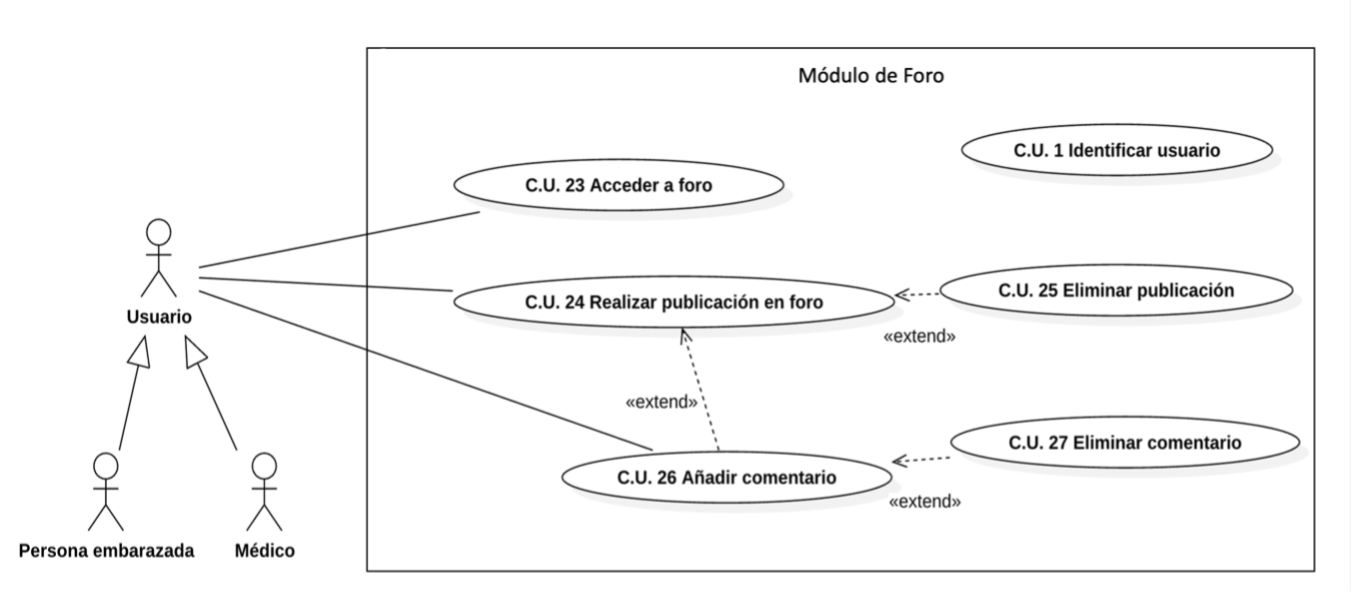 Módulo de Foro
C.U. 1 Identificar usuario
C.U. 23 Acceder a foro
Usuario
C.U. 24 Realizar publicación en foro
C.U. 25 Eliminar publicación
«extend»
«extend»
C.U. 26 Añadir comentario
C.U. 27 Eliminar comentario
«extend»
Persona embarazada
Médico